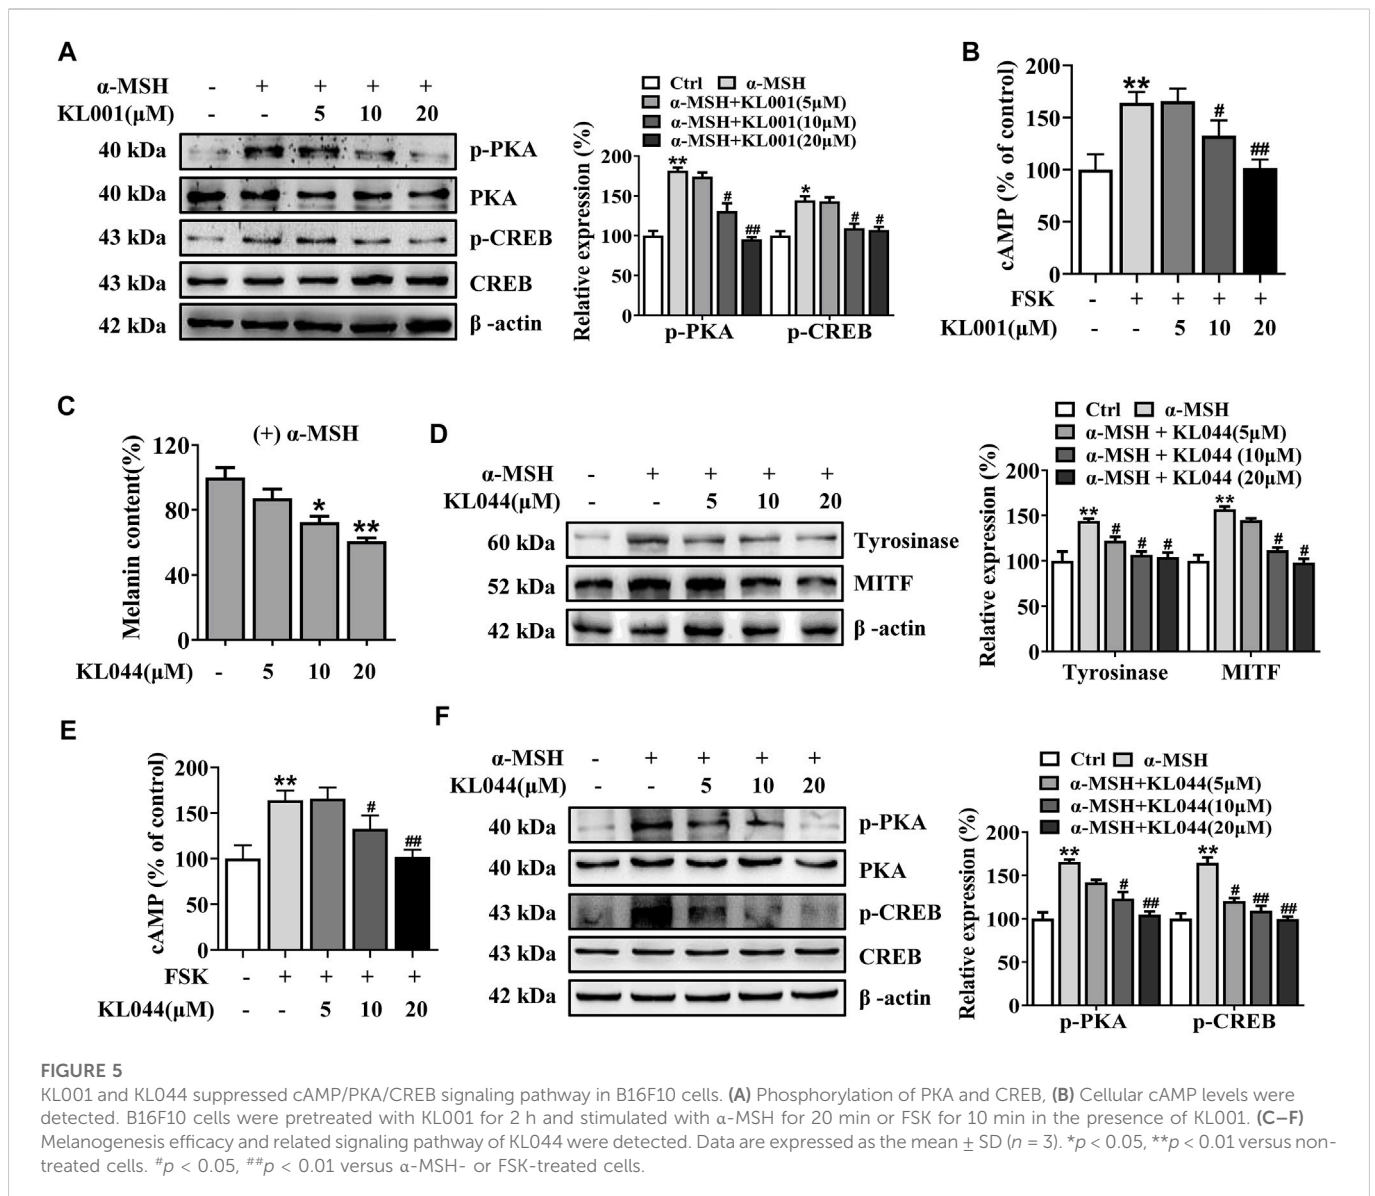 A
α-MSH - + + + +
KL001(μM) - - 5 10 20
40 kDa p-PKA
40 kDa PKA
43 kDa p-CREB
43 kDa CREB
42 kDa β -actin
Ctrl α-MSH
α-MSH+KL001(5μM)
α-MSH+KL001(10μM)
α-MSH+KL001(20μM)
Relative expression (%)
200
150
100
50
0
** # ## * # #
p-PKA p-CREB
B
cAMP (% of control)
200
150
100
50
0
** # ##
FSK - + + + +
KL001(μM) - - 5 10 20
C
(+) α-MSH
Melanin content(%)
120
80
40
0
* **
KL044(μM) - 5 10 20
D
α-MSH - + + + +
KL044(μM) - - 5 10 20
60 kDa Tyrosinase
52 kDa MITF
42 kDa β -actin
Ctrl α-MSH
α-MSH + KL044(5μM)
α-MSH + KL044 (10μM)
α-MSH + KL044 (20μM)
Relative expression (%)
200
150
100
50
0
** # # # ** # #
Tyrosinase MITF
E
cAMP (% of control)
200
150
100
50
0
** # ##
FSK - + + + +
KL044(μM) - - 5 10 20
F
α-MSH - + + + +
KL044(μM) - - 5 10 20
40 kDa p-PKA
40 kDa PKA
43 kDa p-CREB
43 kDa CREB
42 kDa β -actin
Ctrl α-MSH
α-MSH+KL044(5μM)
α-MSH+KL044(10μM)
α-MSH+KL044(20μM)
Relative expression (%)
200
150
100
50
0
** # ## ** # ## ##
p-PKA p-CREB
FIGURE 5
KL001 and KL044 suppressed cAMP/PKA/CREB signaling pathway in B16F10 cells. (A) Phosphorylation of PKA and CREB, (B) Cellular cAMP levels were
detected. B16F10 cells were pretreated with KL001 for 2 h and stimulated with α-MSH for 20 min or FSK for 10 min in the presence of KL001. (C–F)
Melanogenesis efficacy and related signaling pathway of KL044 were detected. Data are expressed as the mean ± SD (n = 3). *p < 0.05, **p < 0.01 versus non-
treated cells. #p < 0.05, ##p < 0.01 versus α-MSH- or FSK-treated cells.